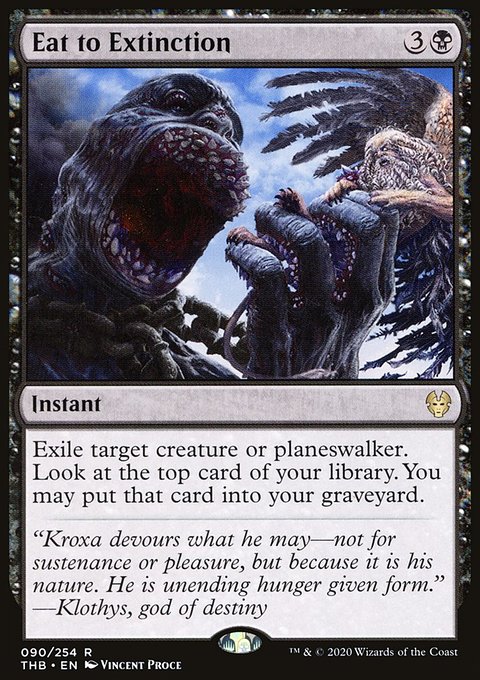 Eat to Extinction 3
Instant
Exile target creature or planeswalker.
Look at the top card of your library. You
may put that card into your graveyard.
“Kroxa devours what he may—not for
sustenance or pleasure, but because it is his
nature. He is unending hunger given form.”
—Klothys, god of destiny
090/254 R
THB • EN Vincent Proce
™ & © 2020 Wizards of the Coast